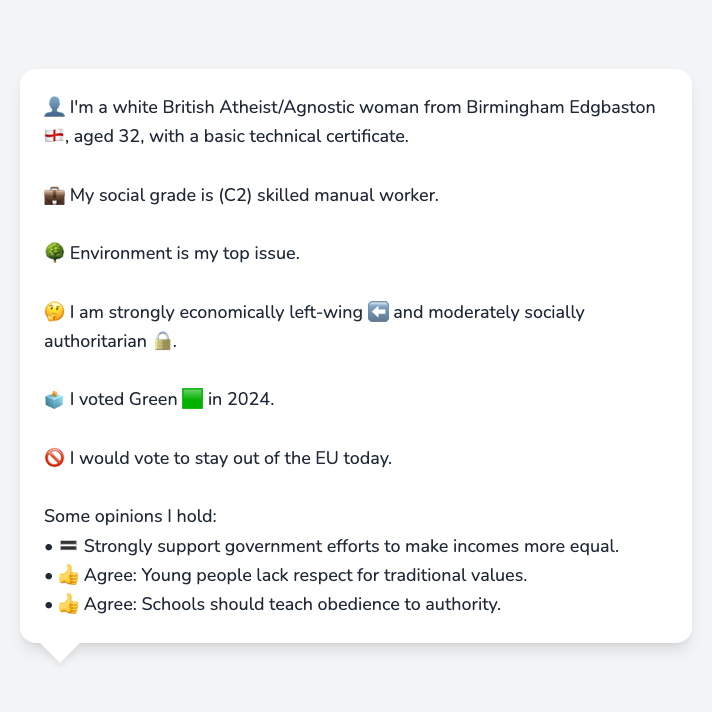 👤 I'm a white British Atheist/Agnostic woman from Birmingham Edgbaston
🏴󠁧󠁢󠁥󠁮󠁧󠁿, aged 32, with a basic technical certificate.
💼 My social grade is (C2) skilled manual worker.
🌳 Environment is my top issue.
🤔 I am strongly economically left-wing ⬅️ and moderately socially
authoritarian 🔒.
🗳️ I voted Green 🟩 in 2024.
🚫 I would vote to stay out of the EU today.
Some opinions I hold:
• 🟰 Strongly support government efforts to make incomes more equal.
• 👍 Agree: Young people lack respect for traditional values.
• 👍 Agree: Schools should teach obedience to authority.